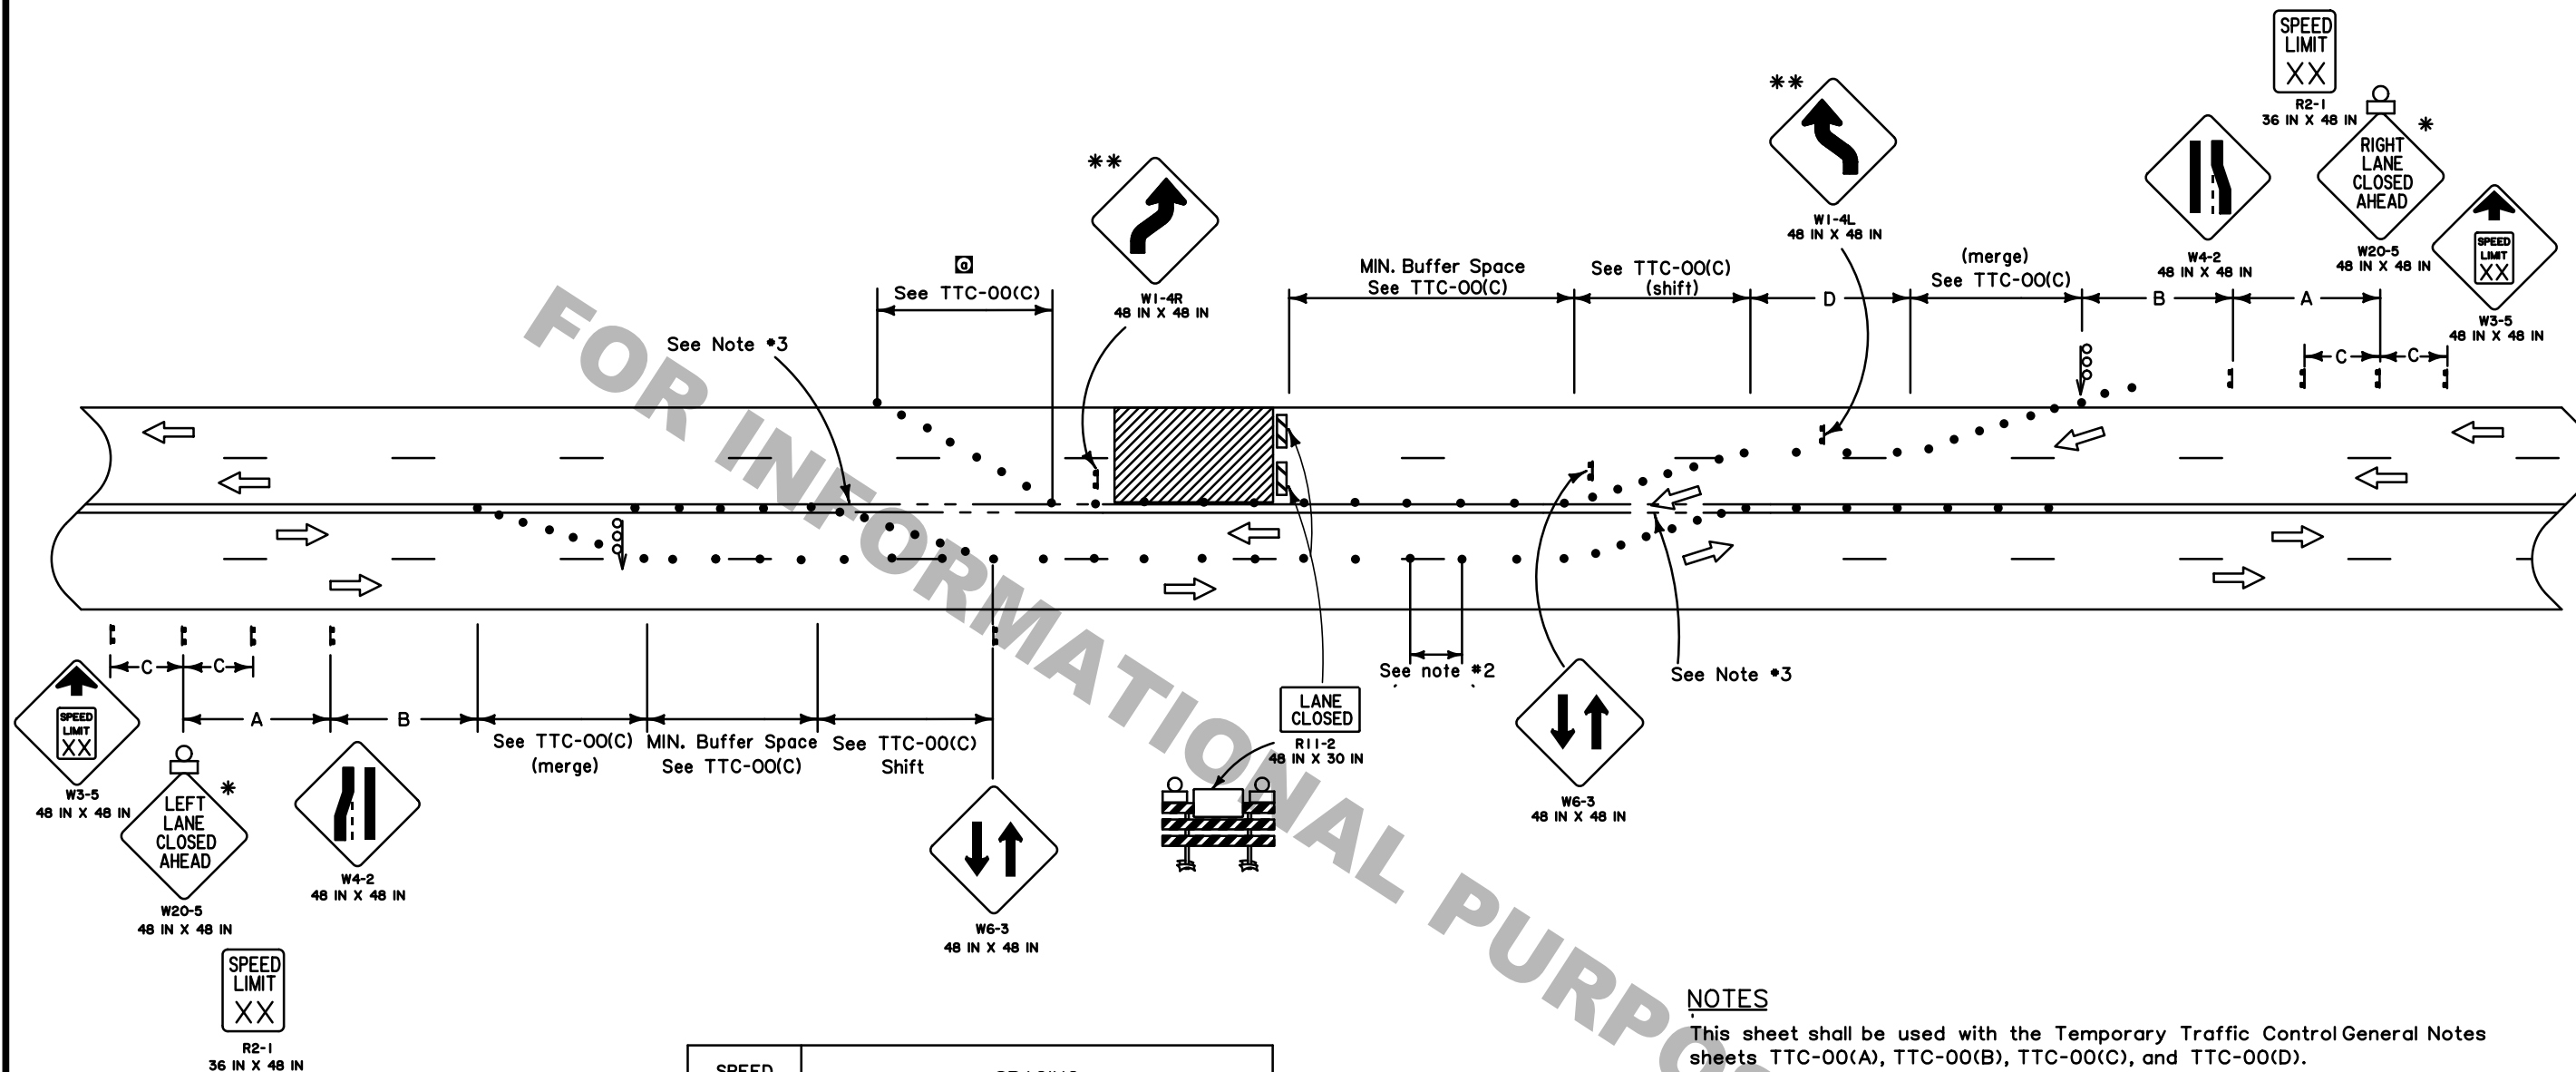 SPEED
LIMIT
XX
R2-1
36 IN X 48 IN
**
W1-4L
48 IN X 48 IN
**
W1-4R
48 IN X 48 IN
W4-2
48 IN X 48 IN
*
RIGHT
LANE
CLOSED
AHEAD
W20-5
48 IN X 48 IN
SPEED
LIMIT
XX
W3-5
48 IN X 48 IN
@
See TTC-00(C)
MIN. Buffer Space
See TTC-00(C)
See TTC-00(C)
(shift)
D
(merge)
See TTC-00(C)
B
A
C
C
See Note *3
See note #2
See Note *3
C
C
SPEED
LIMIT
XX
W3-5
48 IN X 48 IN
A
B
See TTC-00(C)
(merge)
MIN. Buffer Space
See TTC-00(C)
See TTC-00(C)
Shift
*
LEFT
LANE
CLOSED
AHEAD
W20-5
48 IN X 48 IN
W4-2
48 IN X 48 IN
W6-3
48 IN X 48 IN
LANE
CLOSED
R11-2
48 IN X 30 IN
W6-3
48 IN X 48 IN
SPEED
LIMIT
XX
R2-1
36 IN X 48 IN
SPEED
NOTES
This sheet shall be used with the Temporary Traffic Control General Notes
sheets TTC-00(A), TTC-00(B), TTC-00(C), and TTC-00(D).
FOR INFORMATIONAL PURPO